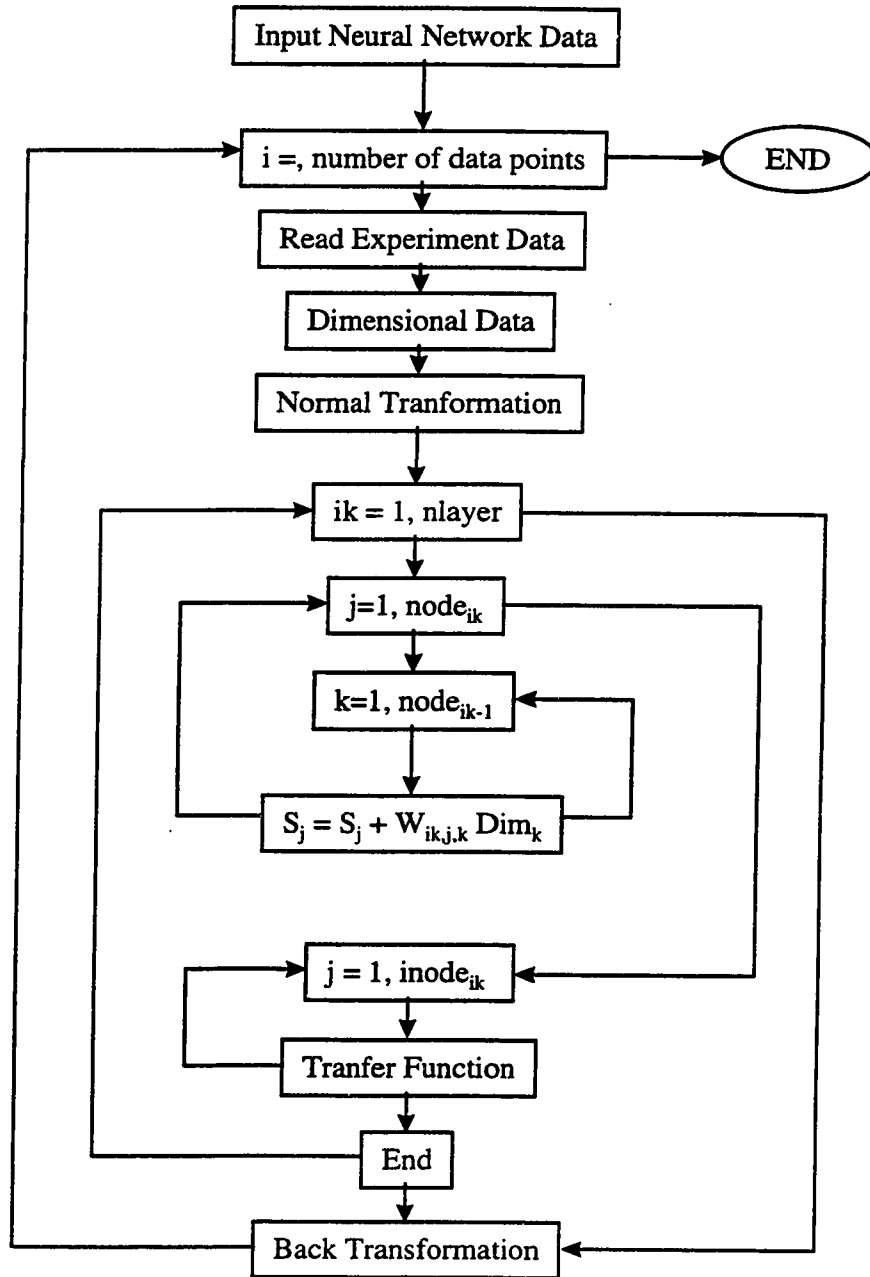 Input Neural Network Data
i =, number of data points
END
Read Experiment Data
Dimensional Data
Normal Tranformation
ik = 1, nlayer
j=1, node_ik
k=1, node_ik-1
S_j = S_j + W_ik,j,k Dim_k
j = 1, inode_ik
Tranfer Function
End
Back Transformation